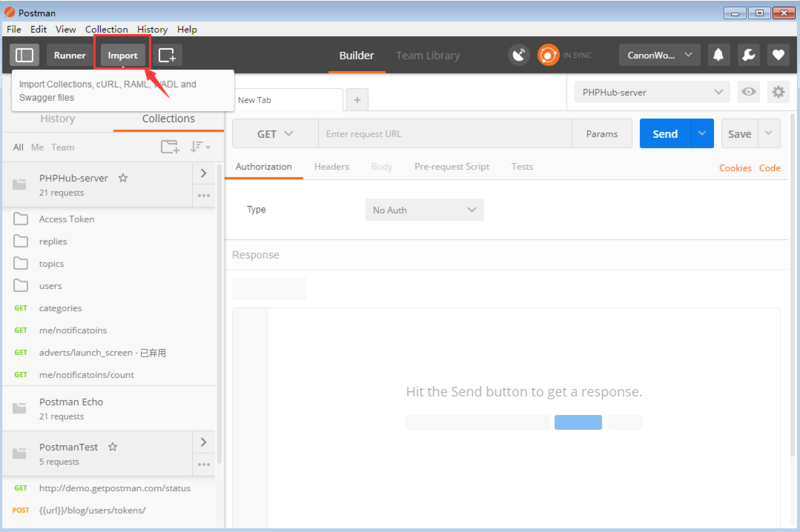 Postman
File Edit View Collection History Help
Runner Import Builder Team Library IN SYNC CanonWo...
Import Collections, cURL, RAML, WADL and
Swagger files
New Tab + PHPHub-server
History Collections
GET Enter request URL Params Send Save
All Me Team
Authorization Headers Body Pre-request Script Tests Cookies Code
PHPHub-server
21 requests
Type No Auth
Access Token
replies
Response
topics
users
GET categories
GET me/notificatoins
GET adverts/launch_screen - 已弃用
GET me/notificatoins/count
Hit the Send button to get a response.
Postman Echo
21 requests
PostmanTest
5 requests
GET http://demo.getpostman.com/status
POST {{url}}/blog/users/tokens/